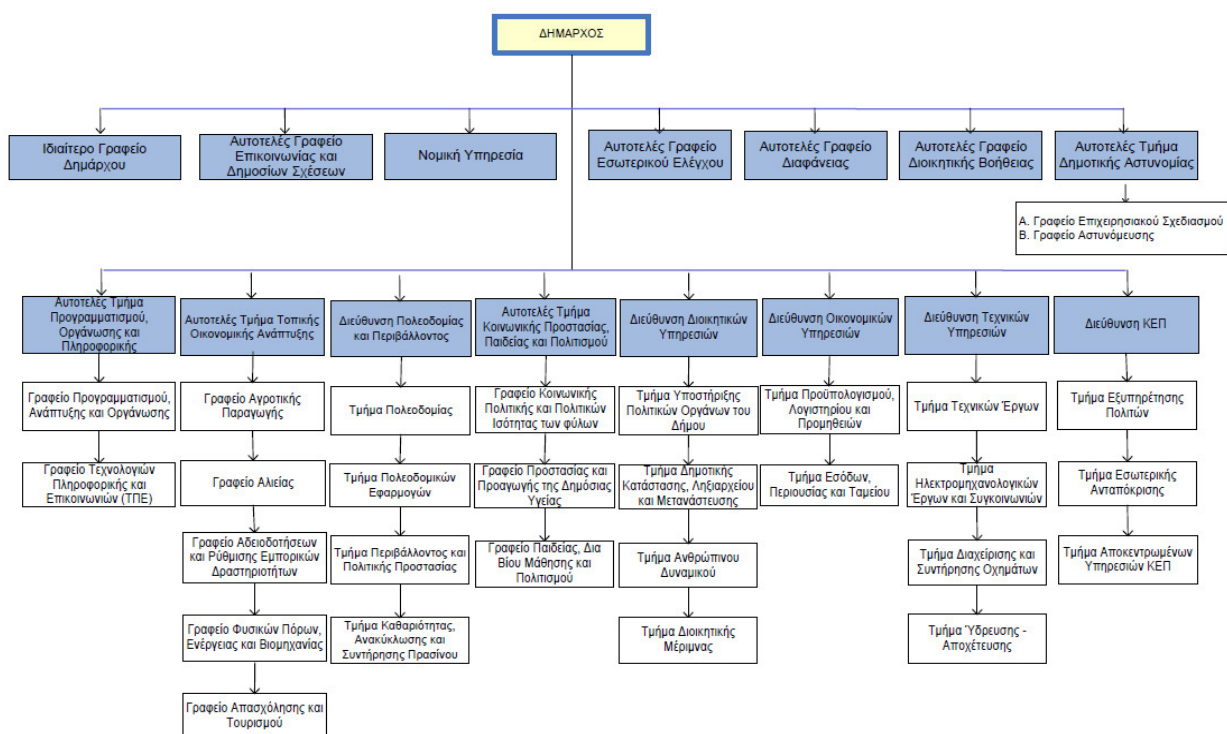 ΔΗΜΑΡΧΟΣ
Ιδιαίτερο Γραφείο
Δημάρχου
Αυτοτελές Γραφείο
Επικοινωνίας και
Δημοσίων Σχέσεων
Νομική Υπηρεσία
Αυτοτελές Γραφείο
Εσωτερικού Ελέγχου
Αυτοτελές Γραφείο
Διαφάνειας
Αυτοτελές Γραφείο
Διοικητικής Βοήθειας
Αυτοτελές Τμήμα
Δημοτικής Αστυνομίας
Α. Γραφείο Επιχειρησιακού Σχεδιασμού
Β. Γραφείο Αστυνόμευσης
Αυτοτελές Τμήμα
Προγραμματισμού,
Οργάνωσης και
Πληροφορικής
Αυτοτελές Τμήμα Τοπικής
Οικονομικής Ανάπτυξης
Διεύθυνση Πολεοδομίας
και Περιβάλλοντος
Αυτοτελές Τμήμα
Κοινωνικής Προστασίας,
Παιδείας και Πολιτισμού
Διεύθυνση Διοικητικών
Υπηρεσιών
Διεύθυνση Οικονομικών
Υπηρεσιών
Διεύθυνση Τεχνικών
Υπηρεσιών
Διεύθυνση ΚΕΠ
Γραφείο Προγραμματισμού,
Ανάπτυξης και Οργάνωσης
Γραφείο Αγροτικής
Παραγωγής
Τμήμα Πολεοδομίας
Γραφείο Κοινωνικής
Πολιτικής και Πολιτικών
Ισότητας των φύλων
Τμήμα Υποστήριξης
Πολιτικών Οργάνων του
Δήμου
Τμήμα Προϋπολογισμού,
Λογιστηρίου και
Προμηθειών
Τμήμα Τεχνικών Έργων
Τμήμα Εξυπηρέτησης
Πολιτών
Γραφείο Τεχνολογιών
Πληροφορικής και
Επικοινωνιών (ΤΠΕ)
Γραφείο Αλιείας
Τμήμα Πολεοδομικών
Εφαρμογών
Γραφείο Προστασίας και
Προαγωγής της Δημόσιας
Υγείας
Τμήμα Δημοτικής
Κατάστασης, Ληξιαρχείου
και Μετανάστευσης
Τμήμα Εσόδων,
Περιουσίας και Ταμείου
Τμήμα
Ηλεκτρομηχανολογικών
Έργων και Συγκοινωνιών
Τμήμα Εσωτερικής
Ανταπόκρισης
Γραφείο Αδειοδοτήσεων
και Ρύθμισης Εμπορικών
Δραστηριοτήτων
Τμήμα Περιβάλλοντος και
Πολιτικής Προστασίας
Γραφείο Παιδείας, Δια
Βίου Μάθησης και
Πολιτισμού
Τμήμα Ανθρώπινου
Δυναμικού
Τμήμα Διαχείρισης και
Συντήρησης Οχημάτων
Τμήμα Αποκεντρωμένων
Υπηρεσιών ΚΕΠ
Γραφείο Φυσικών Πόρων,
Ενέργειας και Βιομηχανίας
Τμήμα Καθαριότητας,
Ανακύκλωσης και
Συντήρησης Πρασίνου
Τμήμα Διοικητικής
Μέριμνας
Τμήμα Ύδρευσης -
Αποχέτευσης
Γραφείο Απασχόλησης και
Τουρισμού